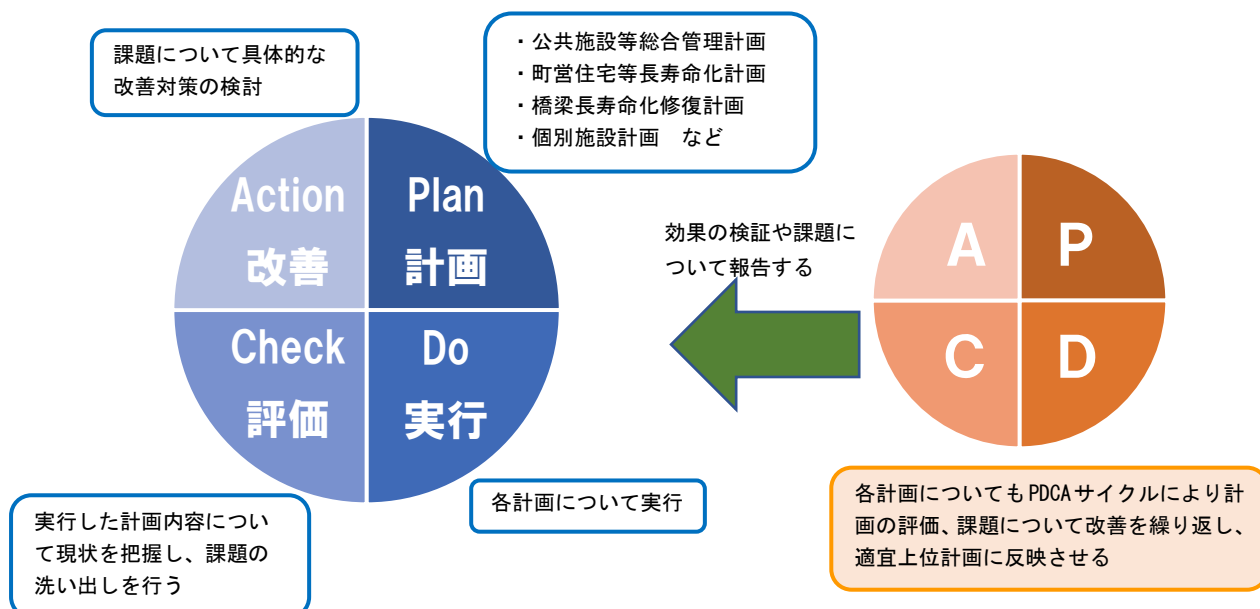 課題について具体的な
改善対策の検討
・公共施設等総合管理計画
・町営住宅等長寿命化計画
・橋梁長寿命化修復計画
・個別施設計画　など
Action
改善
Plan
計画
Check
評価
Do
実行
効果の検証や課題に
ついて報告する
A
P
C
D
各計画について実行
実行した計画内容につい
て現状を把握し、課題の
洗い出しを行う
各計画についてもPDCAサイクルにより計
画の評価、課題について改善を繰り返し、
適宜上位計画に反映させる